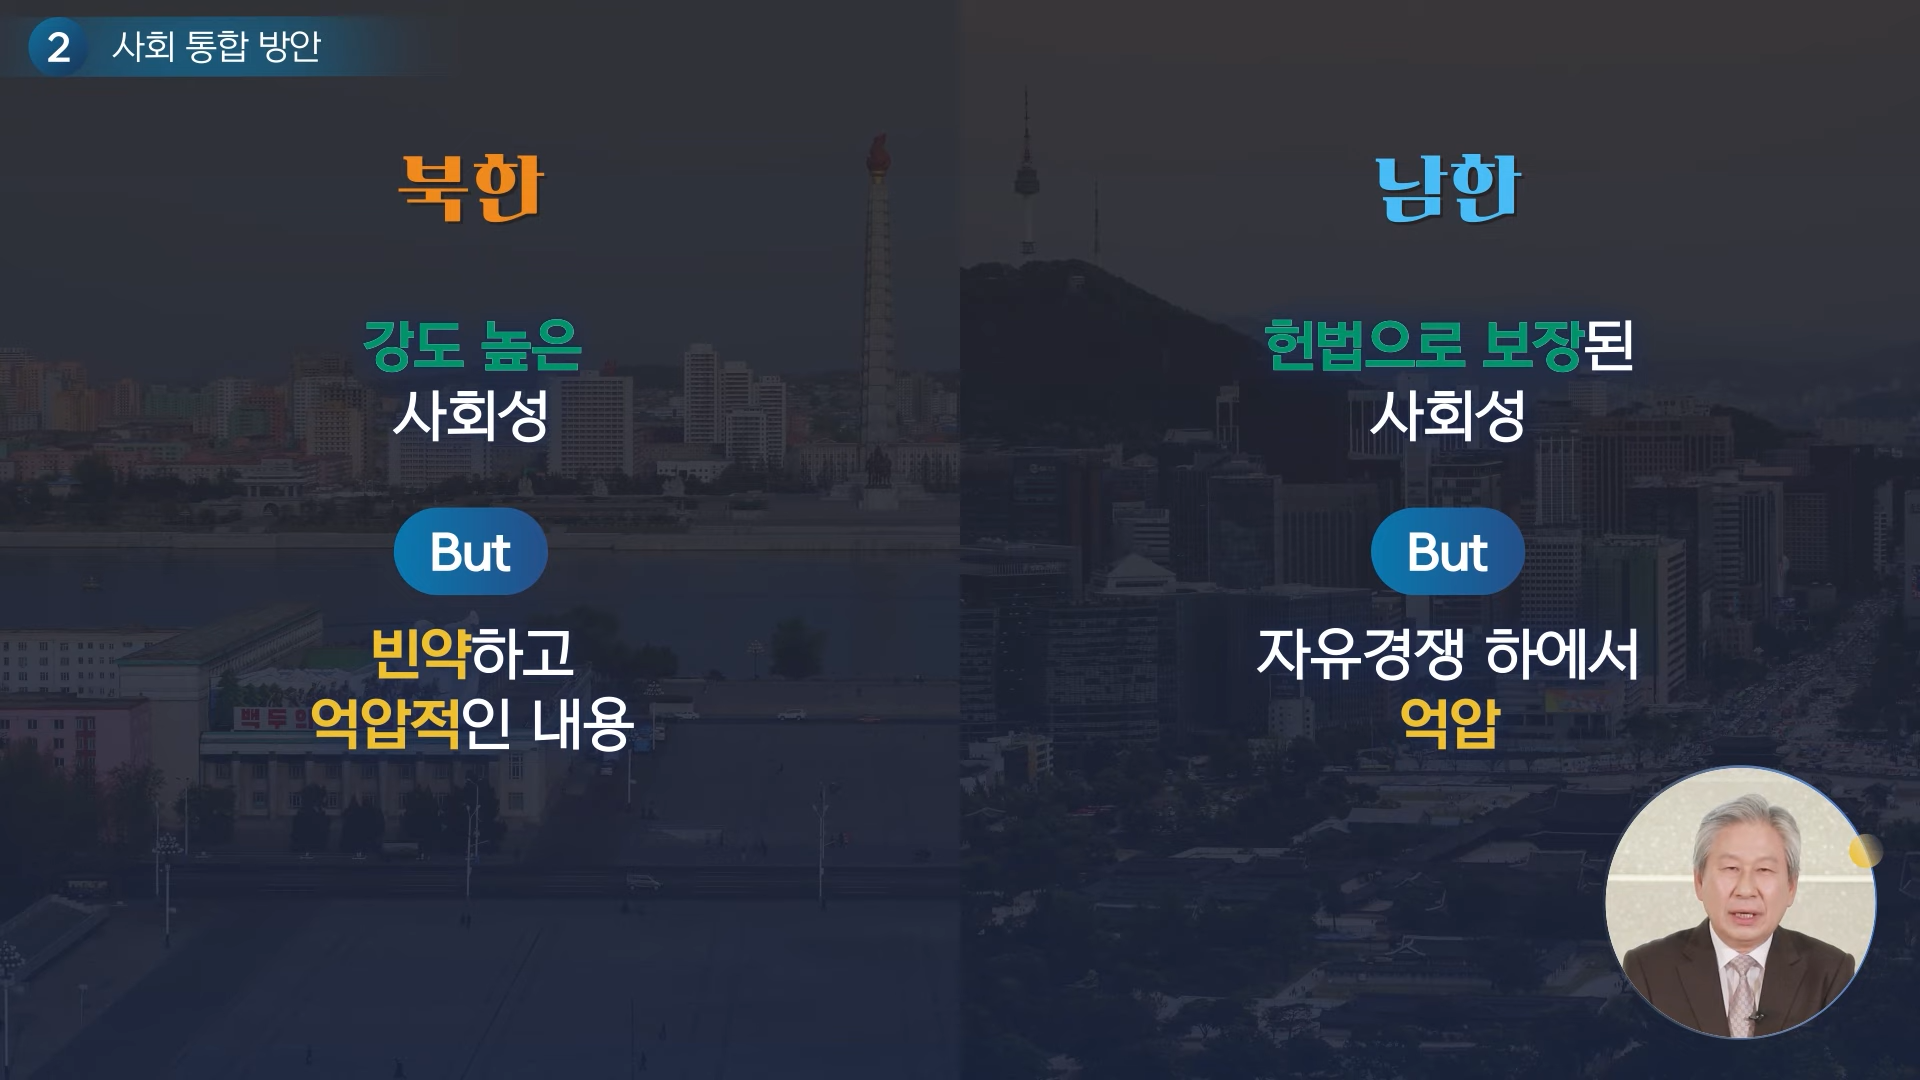 2 사회 통합 방안
북한
강도 높은
사회성
But
빈약하고
억압적인 내용
남한
헌법으로 보장된
사회성
But
자유경쟁 하에서
억압